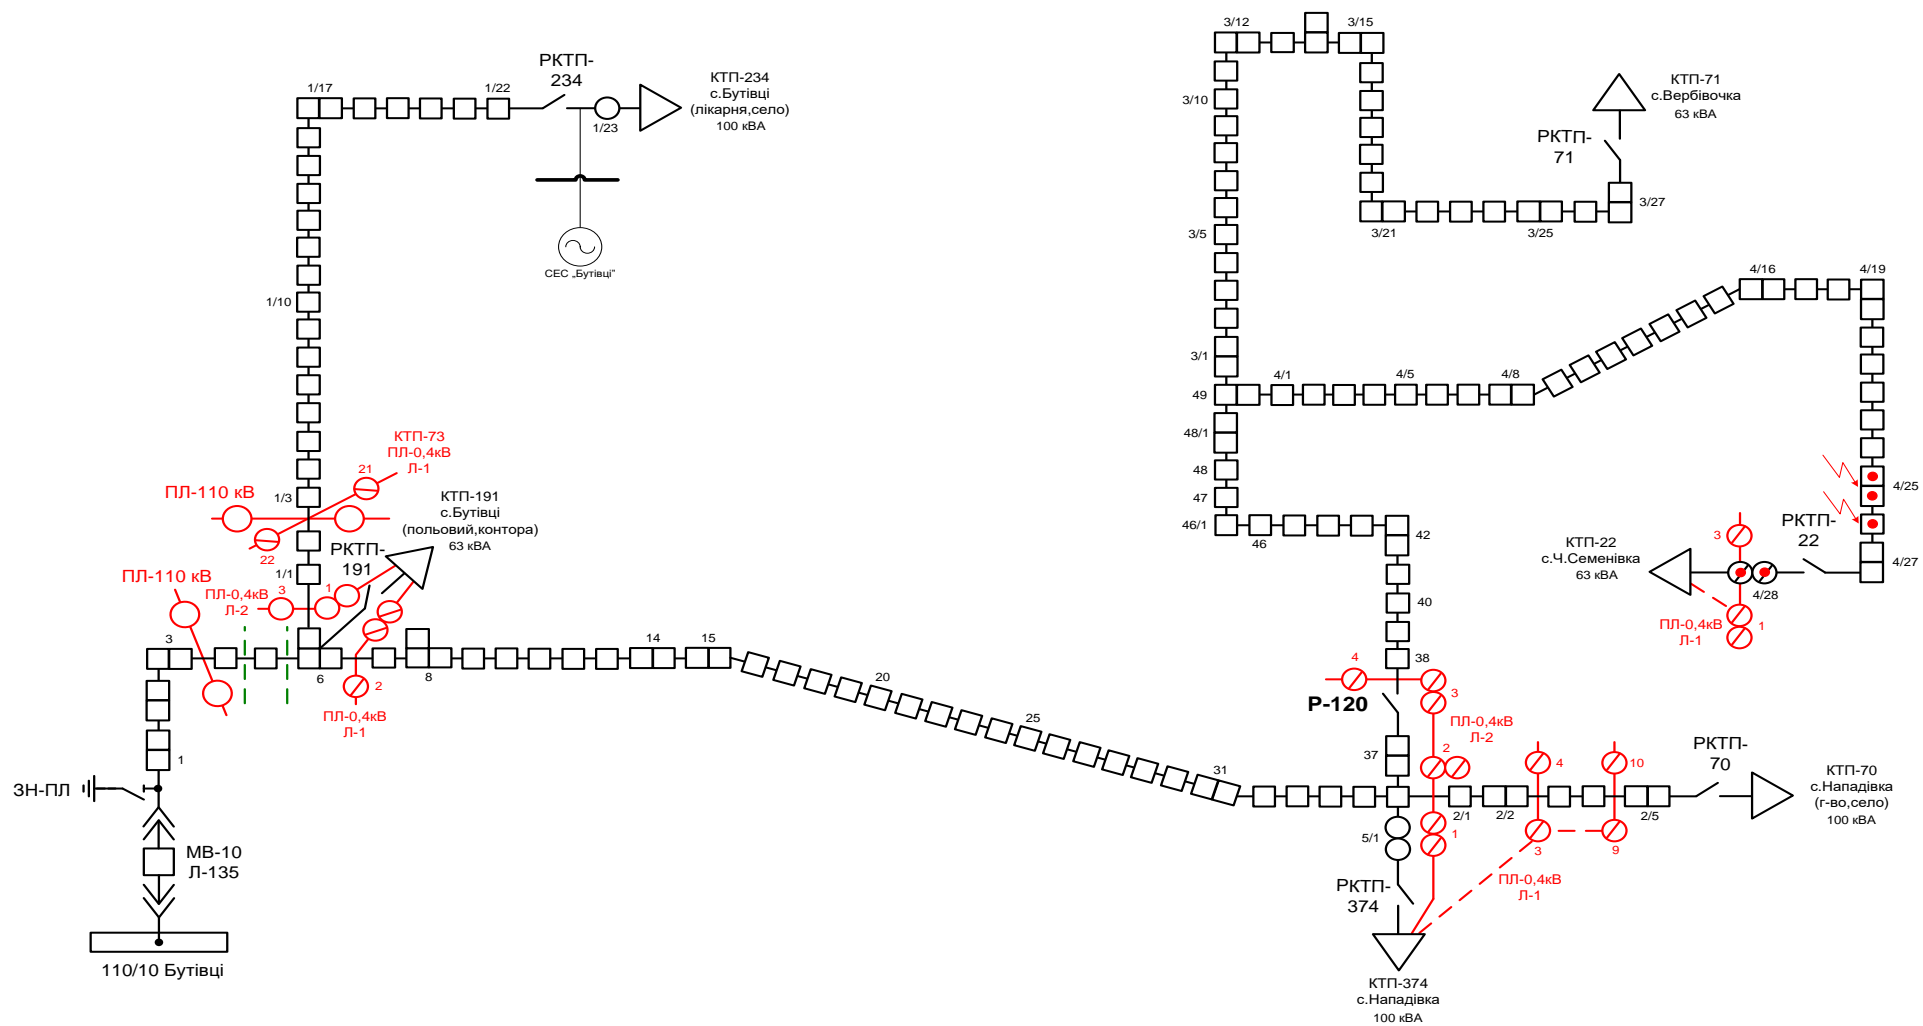 3/12
3/15
1/17
1/22
РКТП-
234
КТП-234
с.Бутівці
(лікарня,село)
100 кВА
1/23
КТП-71
с.Вербівочка
63 кВА
РКТП-
71
3/10
3/27
3/21
3/25
3/5
СЕС „Бутівці”
1/10
4/16
4/19
3/1
4/1
4/5
4/8
49
48/1
48
47
46/1
46
42
40
38
КТП-73
ПЛ-0,4кВ
Л-1
21
ПЛ-110 кВ
1/3
22
КТП-191
с.Бутівці
(польовий,контора)
63 кВА
РКТП-
191
1/1
ПЛ-110 кВ
ПЛ-0,4кВ
Л-2
3
1
4/25
РКТП-
22
3
КТП-22
с.Ч.Семенівка
63 кВА
4/27
4/28
1
ПЛ-0,4кВ
Л-1
3
6
2
8
14
15
ПЛ-0,4кВ
Л-1
20
25
31
4
3
Р-120
ПЛ-0,4кВ
Л-2
37
2
4
10
РКТП-
70
КТП-70
с.Нападівка
(г-во,село)
100 кВА
1
ЗН-ПЛ
2/1
2/2
2/5
5/1
1
3
9
МВ-10
Л-135
РКТП-
374
ПЛ-0,4кВ
Л-1
110/10 Бутівці
КТП-374
с.Нападівка
100 кВА